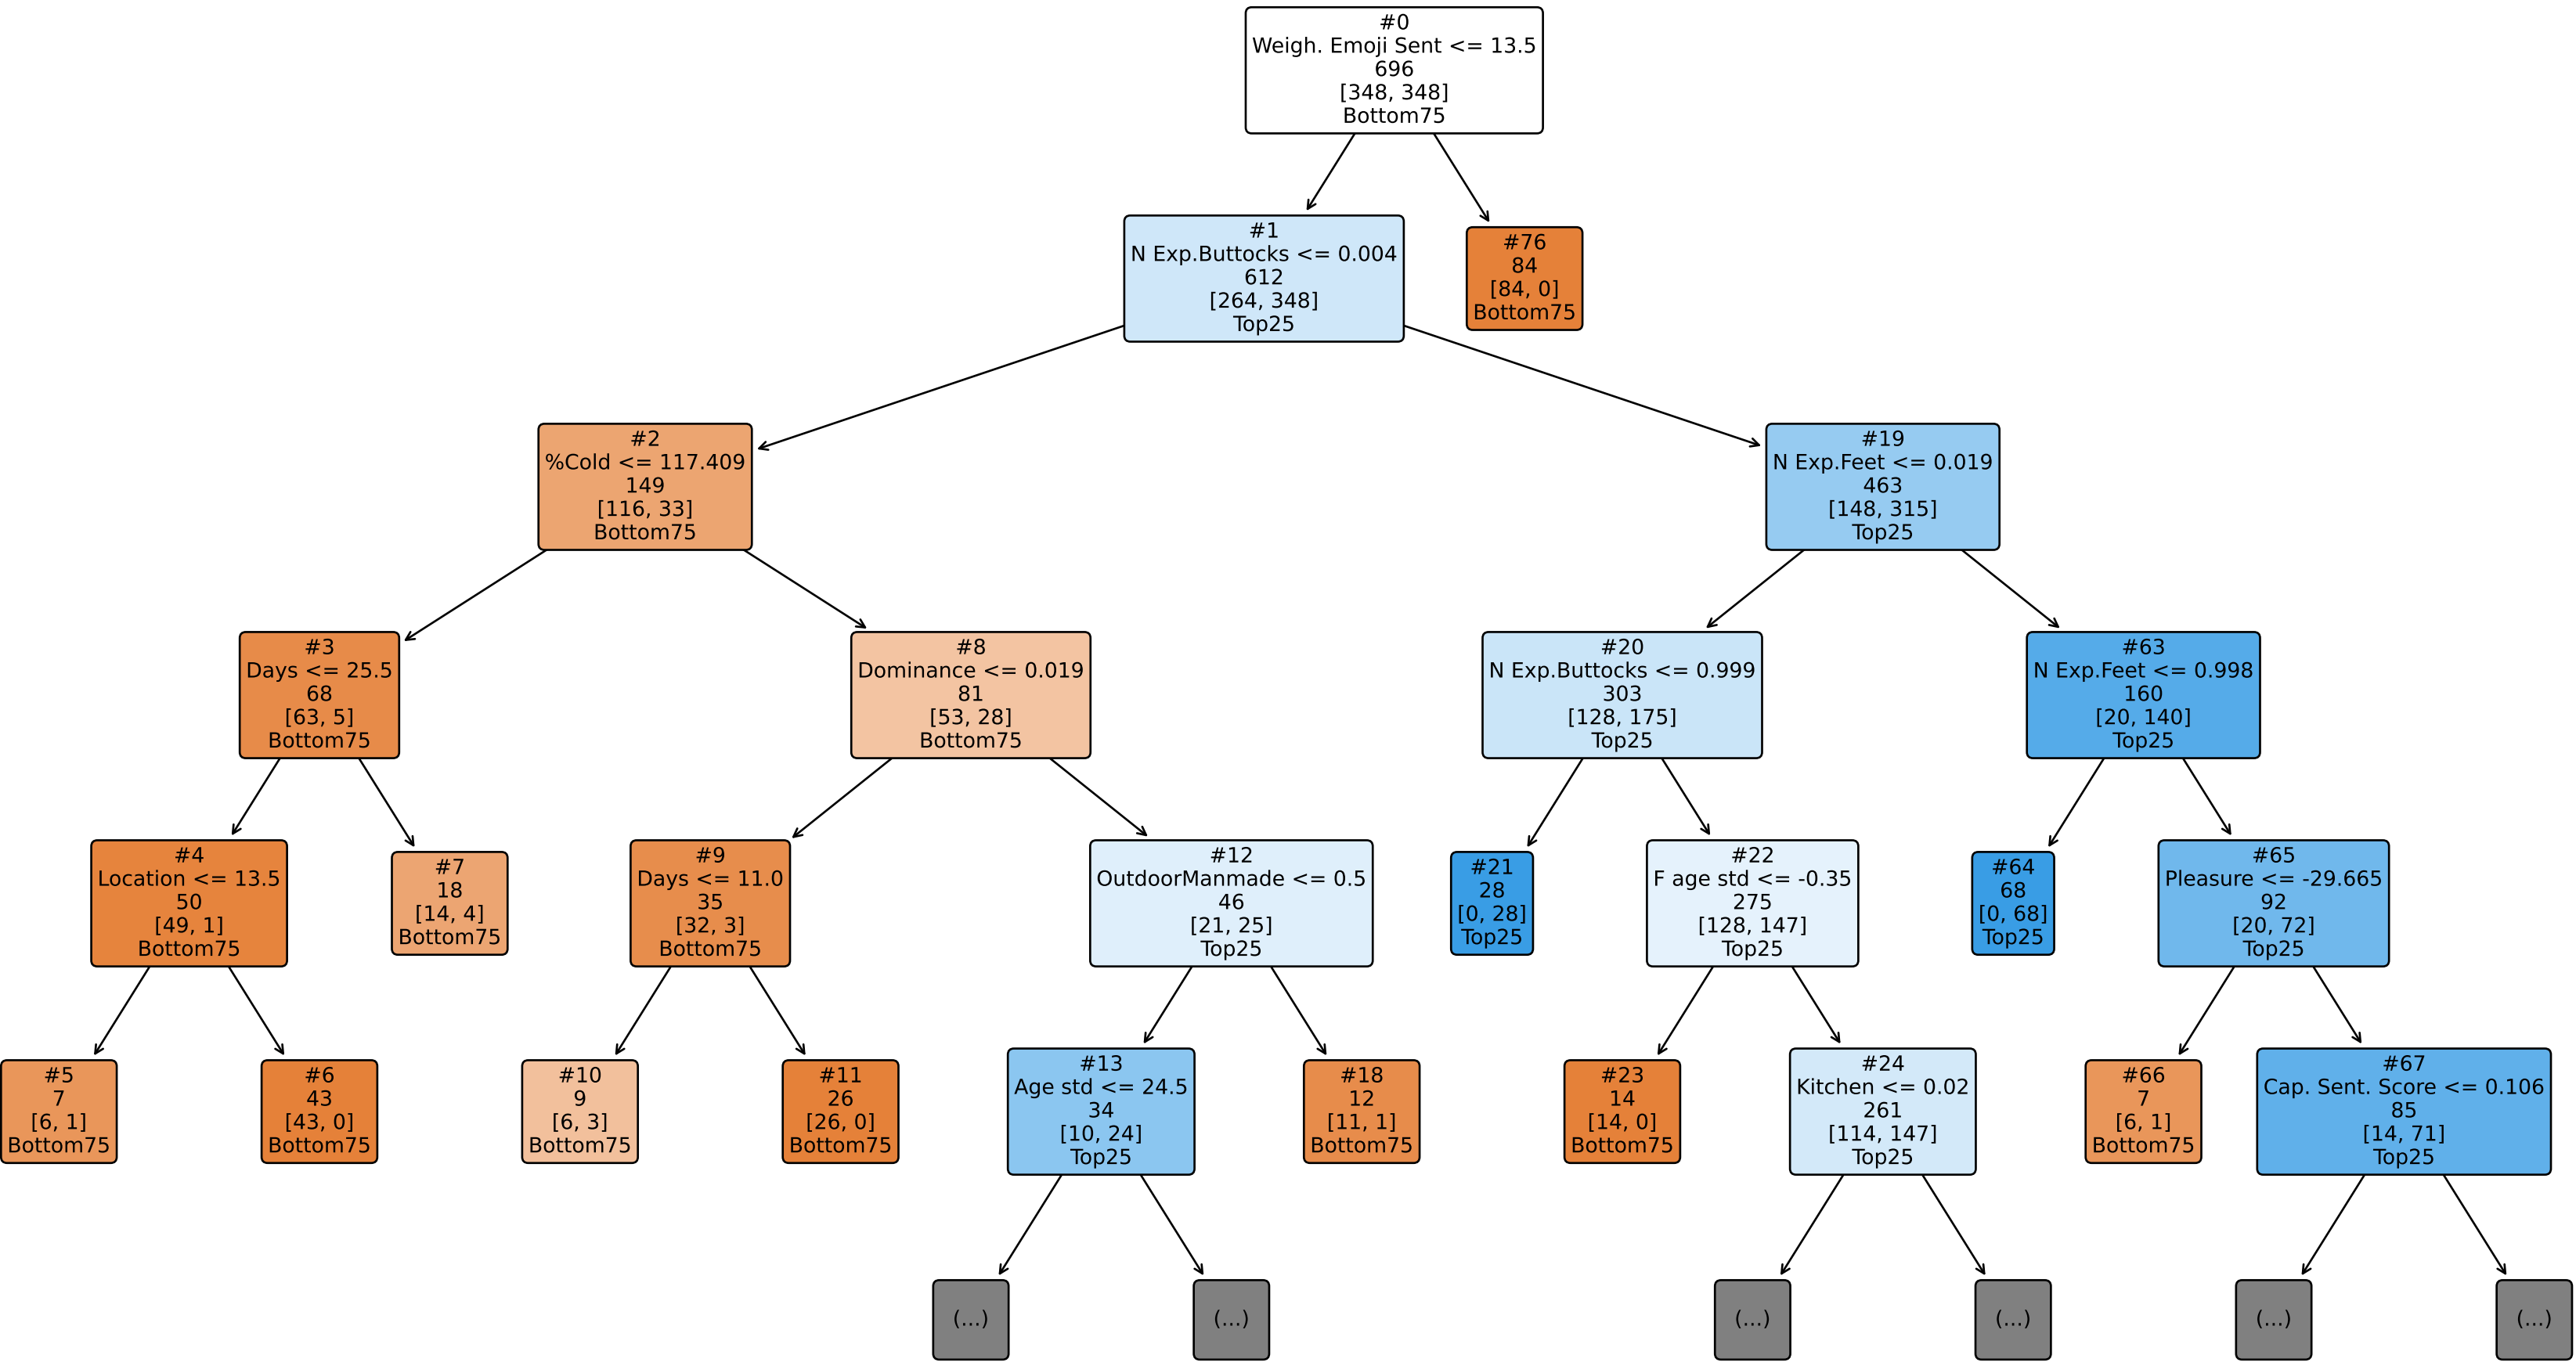 #0
Weigh. Emoji Sent <= 13.5
696
[348, 348]
Bottom75
#1
N Exp.Buttocks <= 0.004
612
[264, 348]
Top25
#76
84
[84, 0]
Bottom75
#2
%Cold <= 117.409
149
[116, 33]
Bottom75
#19
N Exp.Feet <= 0.019
463
[148, 315]
Top25
#3
Days <= 25.5
68
[63, 5]
Bottom75
#8
Dominance <= 0.019
81
[53, 28]
Bottom75
#20
N Exp.Buttocks <= 0.999
303
[128, 175]
Top25
#63
N Exp.Feet <= 0.998
160
[20, 140]
Top25
#4
Location <= 13.5
50
[49, 1]
Bottom75
#7
18
[14, 4]
Bottom75
#9
Days <= 11.0
35
[32, 3]
Bottom75
#12
OutdoorManmade <= 0.5
46
[21, 25]
Top25
#21
28
[0, 28]
Top25
#22
F age std <= -0.35
275
[128, 147]
Top25
#64
68
[0, 68]
Top25
#65
Pleasure <= -29.665
92
[20, 72]
Top25
#5
7
[6, 1]
Bottom75
#6
43
[43, 0]
Bottom75
#10
9
[6, 3]
Bottom75
#11
26
[26, 0]
Bottom75
#13
Age std <= 24.5
34
[10, 24]
Top25
#18
12
[11, 1]
Bottom75
#23
14
[14, 0]
Bottom75
#24
Kitchen <= 0.02
261
[114, 147]
Top25
#66
7
[6, 1]
Bottom75
#67
Cap. Sent. Score <= 0.106
85
[14, 71]
Top25
(...)
(...)
(...)
(...)
(...)
(...)